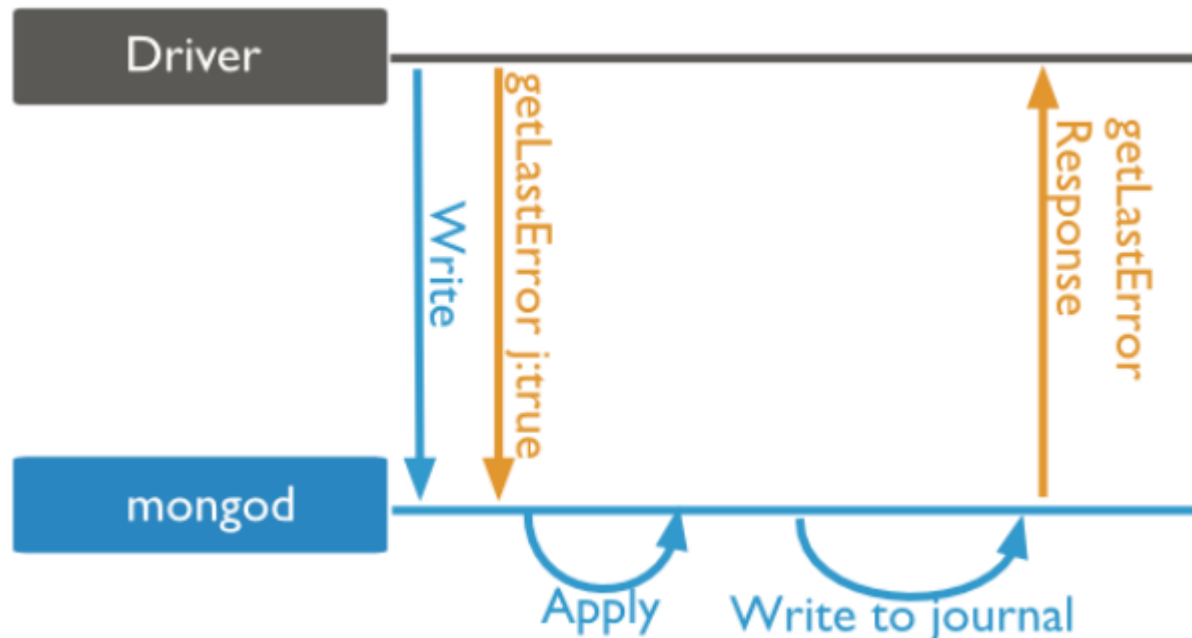 Driver
Write
getLastError j:true
getLastError
Response
mongod
Apply
Write to journal